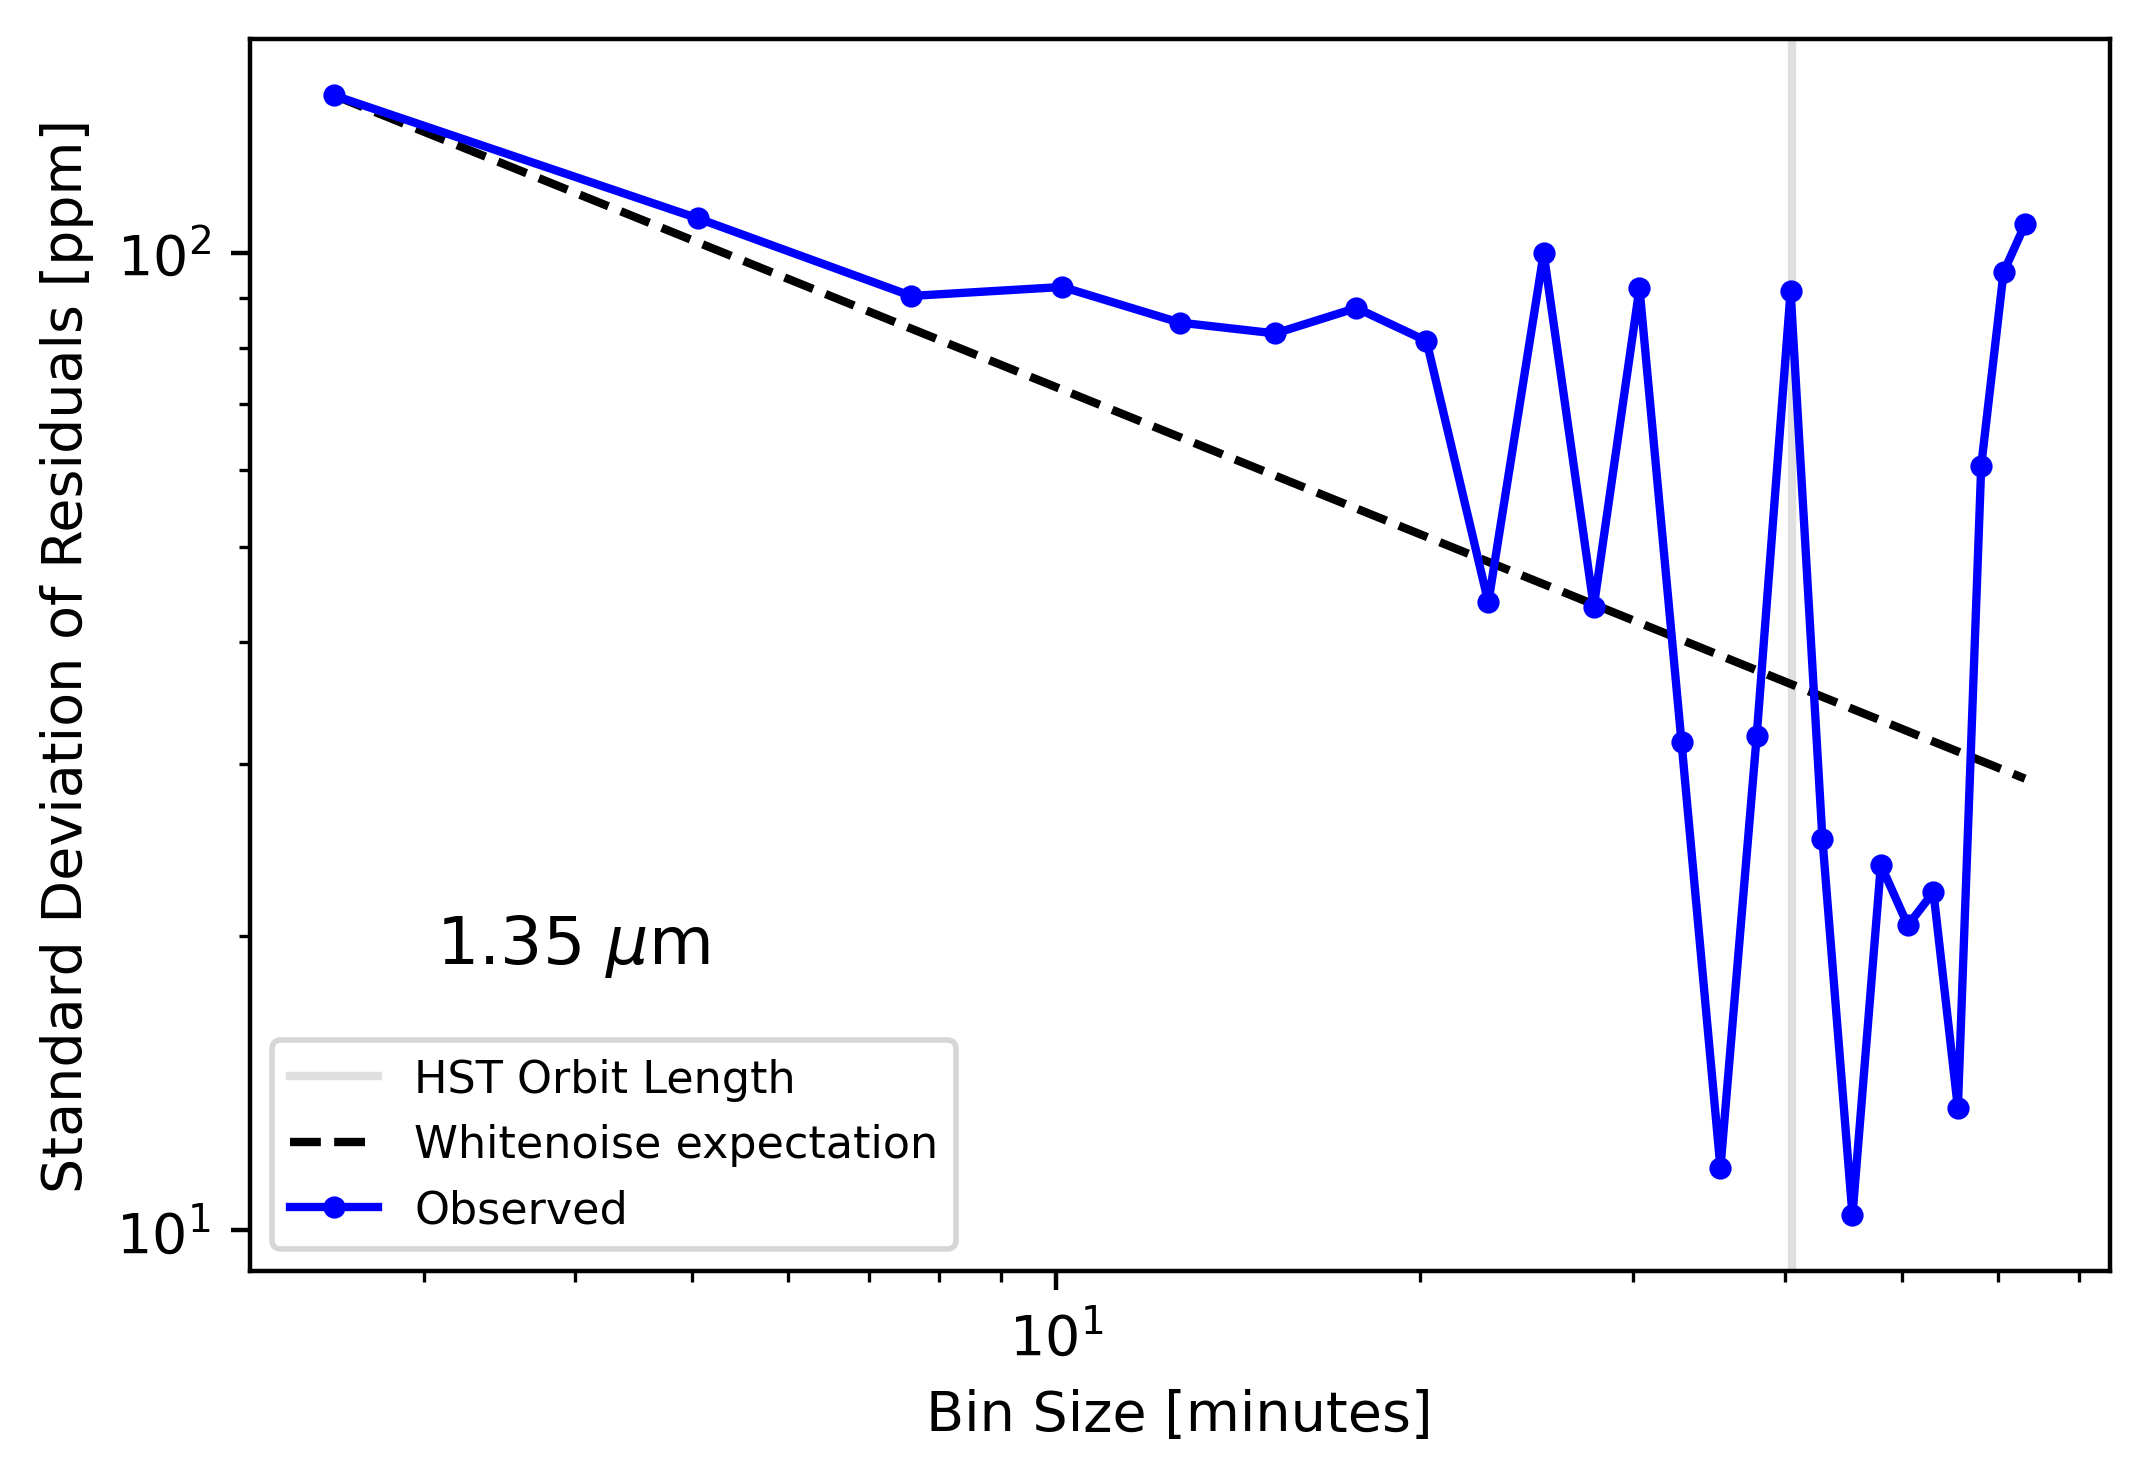 Standard Deviation of Residuals [ppm]
10²
10¹
1.35 μm
HST Orbit Length
Whitenoise expectation
Observed
10¹
Bin Size [minutes]